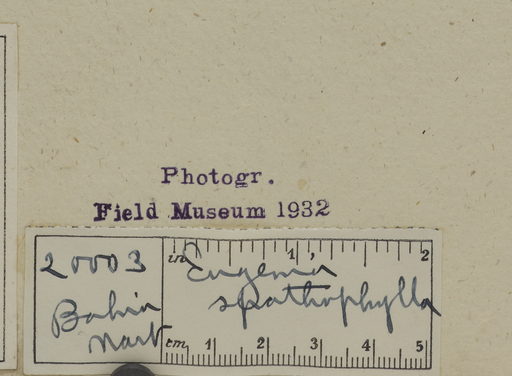 Photogr.
Field Museum 1932
20003
Bahia
Mart
in 1 2
Eugenia
spathophylla
cm 1 2 3 4 5